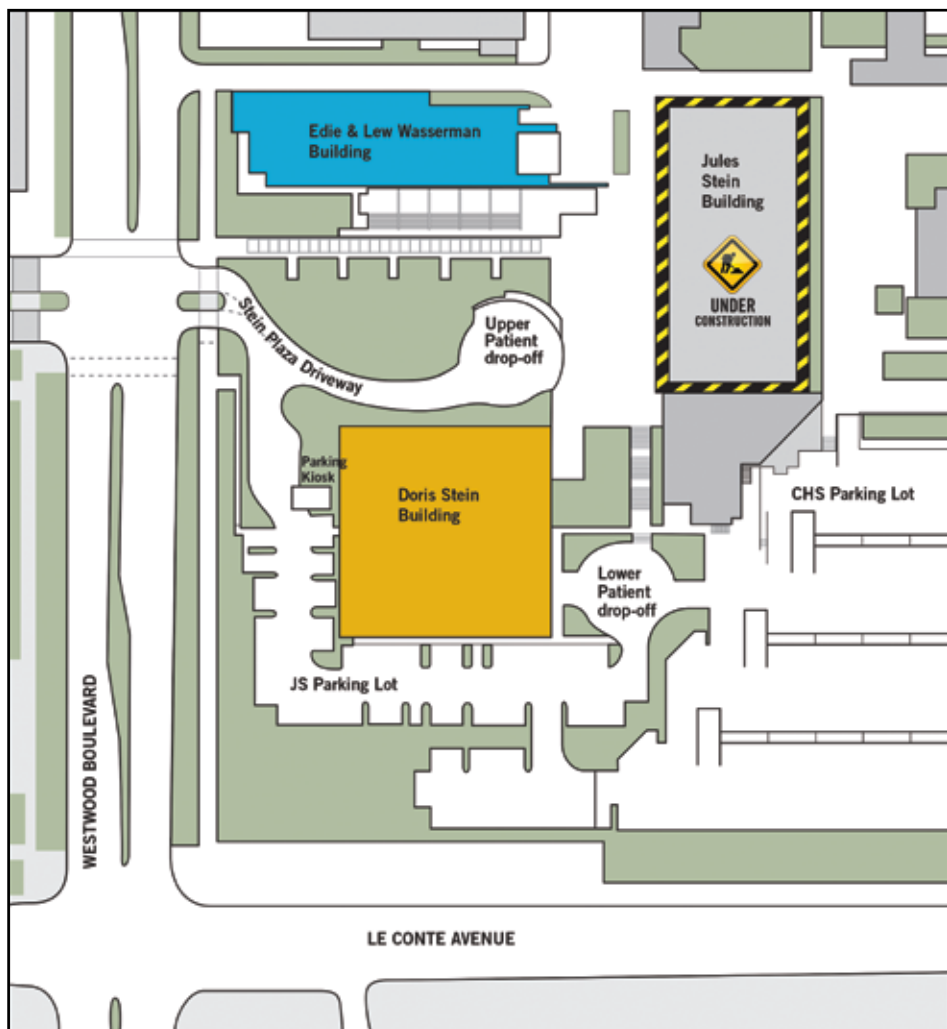 Edie & Lew Wasserman
Building
Jules
Stein
Building
UNDER
CONSTRUCTION
Stein Plaza Driveway
Upper
Patient
drop-off
Parking
Kiosk
Doris Stein
Building
CHS Parking Lot
Lower
Patient
drop-off
JS Parking Lot
WESTWOOD BOULEVARD
LE CONTE AVENUE